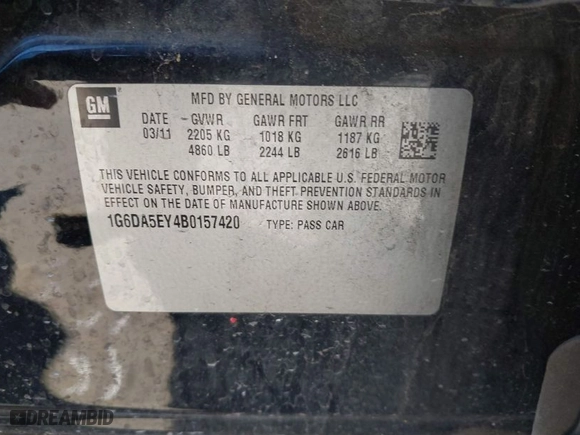 GM
MFD BY GENERAL MOTORS LLC
DATE GVWR GAWR FRT GAWR RR
03/11 2205 KG 1018 KG 1187 KG
4860 LB 2244 LB 2616 LB
THIS VEHICLE CONFORMS TO ALL APPLICABLE U.S. FEDERAL MOTOR
VEHICLE SAFETY, BUMPER, AND THEFT PREVENTION STANDARDS IN
EFFECT ON THE DATE OF MANUFACTURE SHOWN ABOVE.
1G6DA5EY4B0157420 TYPE: PASS CAR
DREAMBID